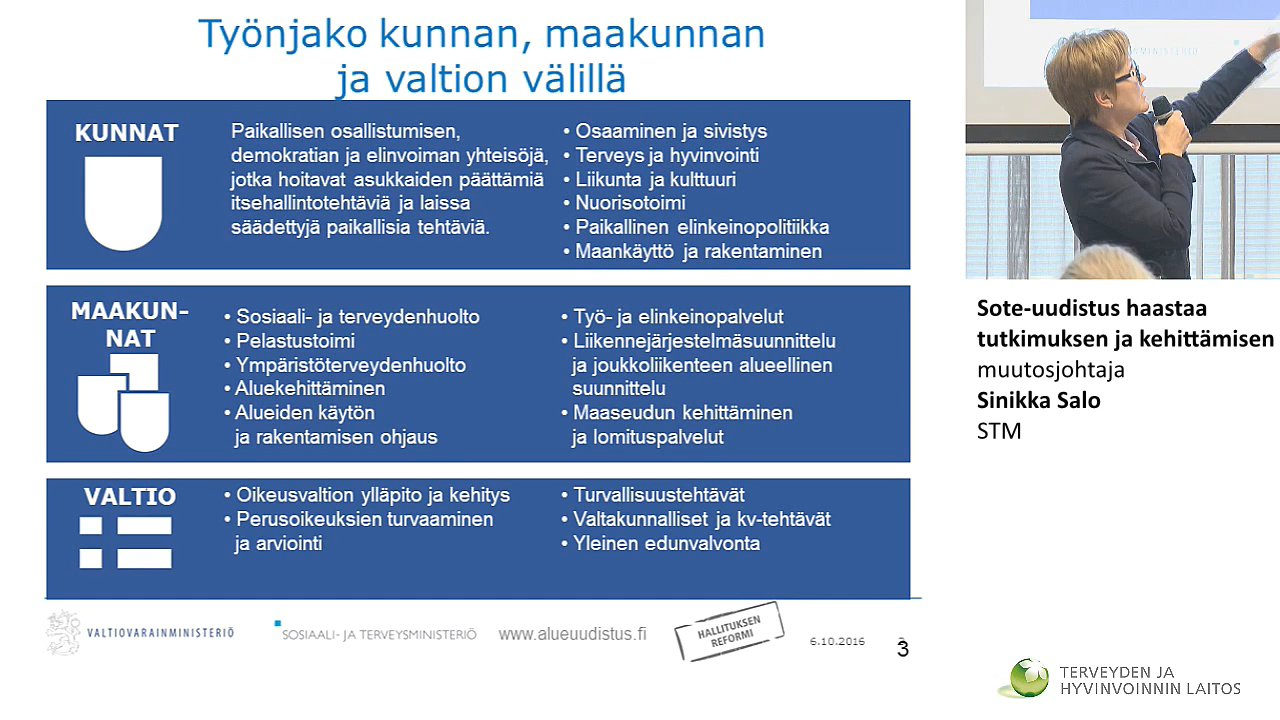 Työnjako kunnan, maakunnan
ja valtion välillä
KUNNAT
Paikallisen osallistumisen,
demokratian ja elinvoiman yhteisöjä,
jotka hoitavat asukkaiden päättämiä
itsehallintotehtäviä ja laissa
säädettyjä paikallisia tehtäviä.
• Osaaminen ja sivistys
• Terveys ja hyvinvointi
• Liikunta ja kulttuuri
• Nuorisotoimi
• Paikallinen elinkeinopolitiikka
• Maankäyttö ja rakentaminen
MAAKUN-
NAT
• Sosiaali- ja terveydenhuolto
• Pelastustoimi
• Ympäristöterveydenhuolto
• Aluekehittäminen
• Alueiden käytön
ja rakentamisen ohjaus
• Työ- ja elinkeinopalvelut
• Liikennejärjestelmäsuunnittelu
ja joukkoliikenteen alueellinen
suunnittelu
• Maaseudun kehittäminen
ja lomituspalvelut
VALTIO
• Oikeusvaltion ylläpito ja kehitys
• Perusoikeuksien turvaaminen
ja arviointi
• Turvallisuustehtävät
• Valtakunnalliset ja kv-tehtävät
• Yleinen edunvalvonta
VALTIOVARAINMINISTERIÖ
SOSIAALI- JA TERVEYSMINISTERIÖ
www.alueuudistus.fi
HALLITUKSEN
REFORMI
6.10.2016
3
Sote-uudistus haastaa
tutkimuksen ja kehittämisen
muutosjohtaja
Sinikka Salo
STM
TERVEYDEN JA
HYVINVOINNIN LAITOS